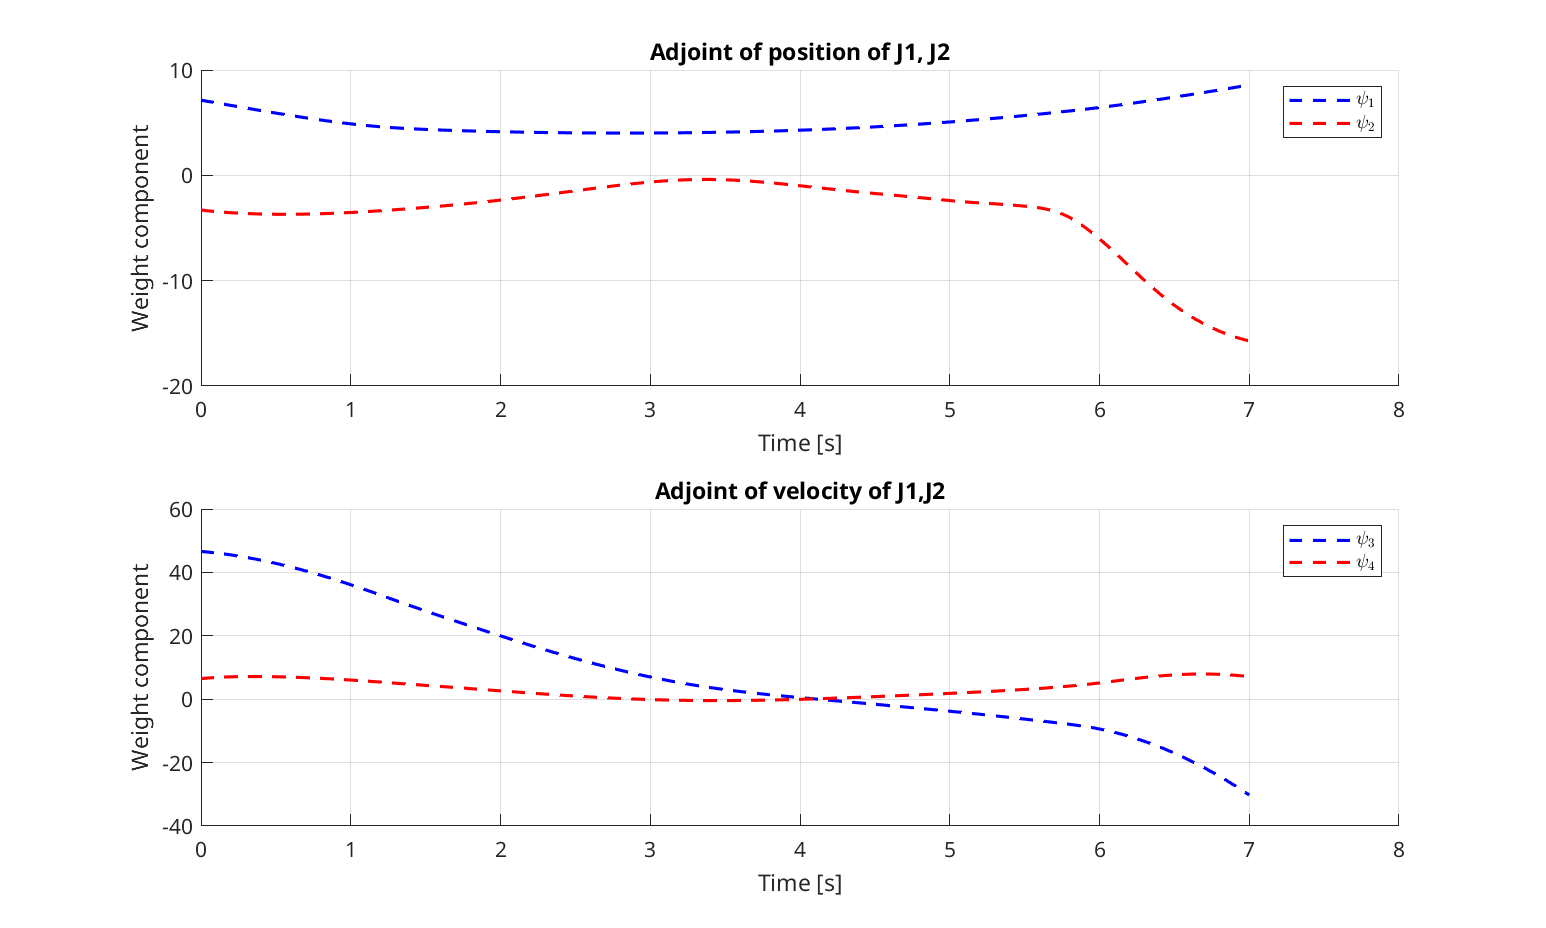 Adjoint of position of J1, J2
10
0
-10
-20
Weight component
ψ1
ψ2
0 1 2 3 4 5 6 7 8
Time [s]
Adjoint of velocity of J1,J2
60
40
20
0
-20
-40
Weight component
ψ3
ψ4
0 1 2 3 4 5 6 7 8
Time [s]